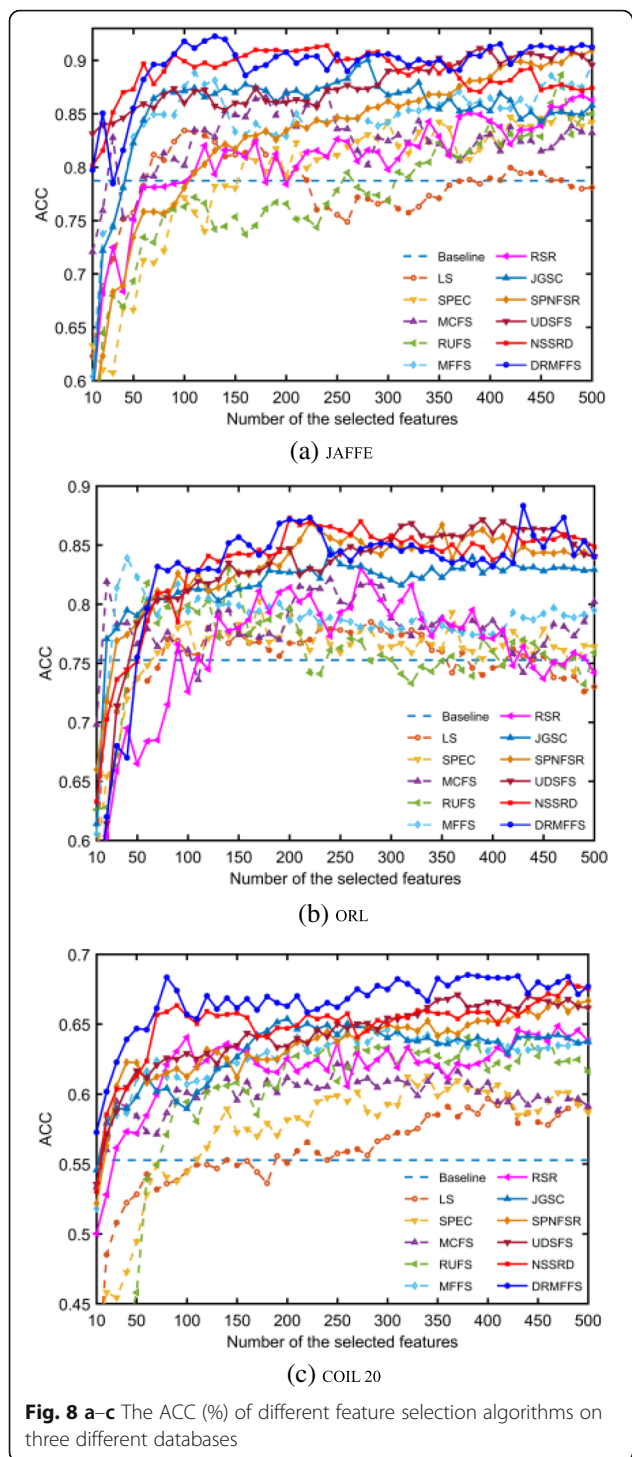 0.9
0.85
0.8
0.75
0.7
0.65
0.6
ACC
Baseline
LS
SPEC
MCFS
RUFS
MFFS
RSR
JGSC
SPNFSR
UDSFS
NSSRD
DRMFFS
10 50 100 150 200 250 300 350 400 450 500
Number of the selected features
(a) JAFFE
0.9
0.85
0.8
0.75
0.7
0.65
0.6
ACC
Baseline
LS
SPEC
MCFS
RUFS
MFFS
RSR
JGSC
SPNFSR
UDSFS
NSSRD
DRMFFS
10 50 100 150 200 250 300 350 400 450 500
Number of the selected features
(b) ORL
0.7
0.65
0.6
0.55
0.5
0.45
ACC
Baseline
LS
SPEC
MCFS
RUFS
MFFS
RSR
JGSC
SPNFSR
UDSFS
NSSRD
DRMFFS
10 50 100 150 200 250 300 350 400 450 500
Number of the selected features
(c) COIL 20
Fig. 8 a–c The ACC (%) of different feature selection algorithms on
three different databases